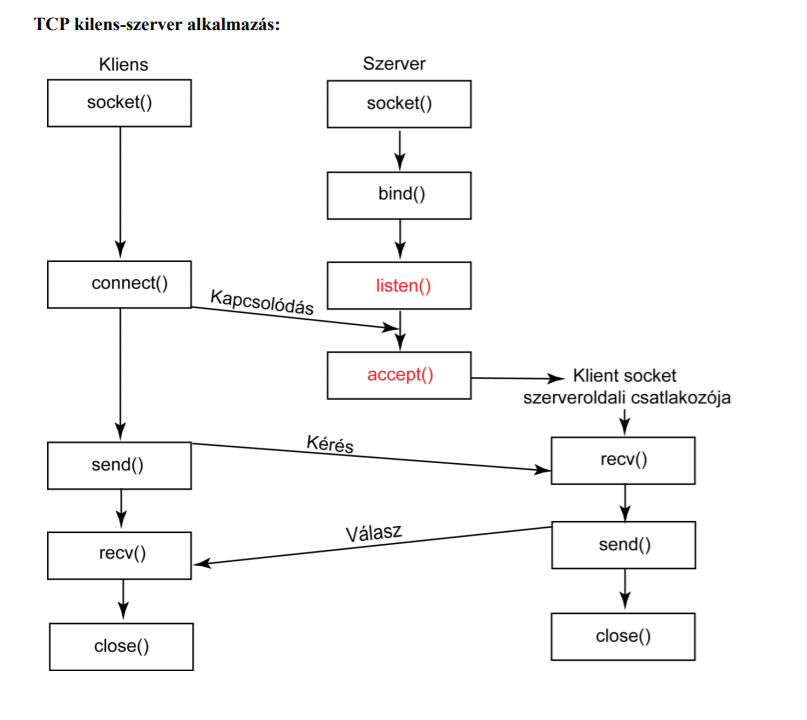 TCP kilens-szerver alkalmazás:
Kliens
Szerver
socket()
socket()
bind()
connect()
listen()
Kapcsolódás
accept()
Klient socket
szerveroldali csatlakozója
send()
Kérés
recv()
recv()
Válasz
send()
close()
close()